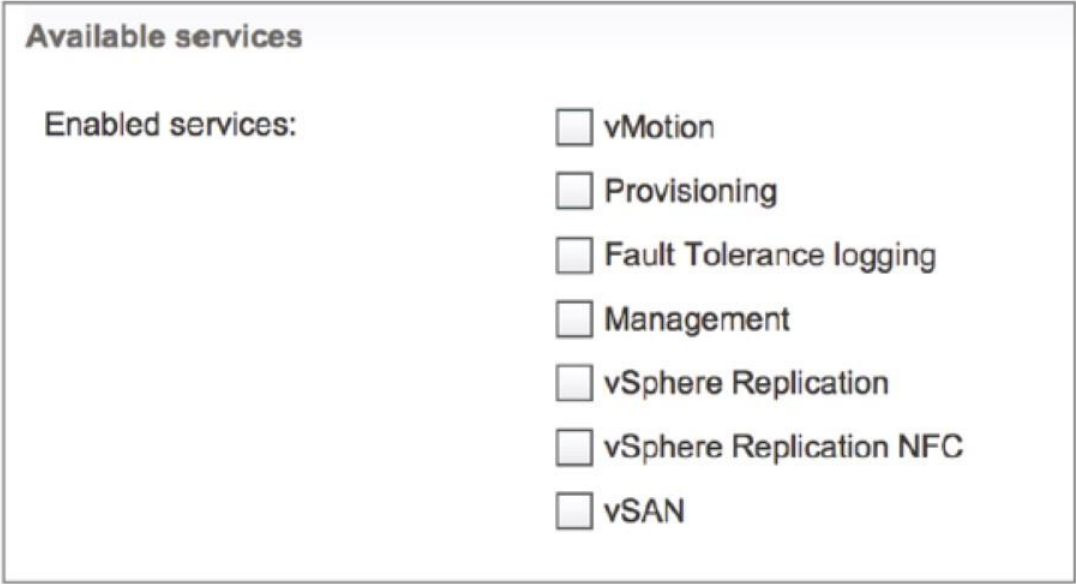 Available services
Enabled services:
vMotion
Provisioning
Fault Tolerance logging
Management
vSphere Replication
vSphere Replication NFC
vSAN